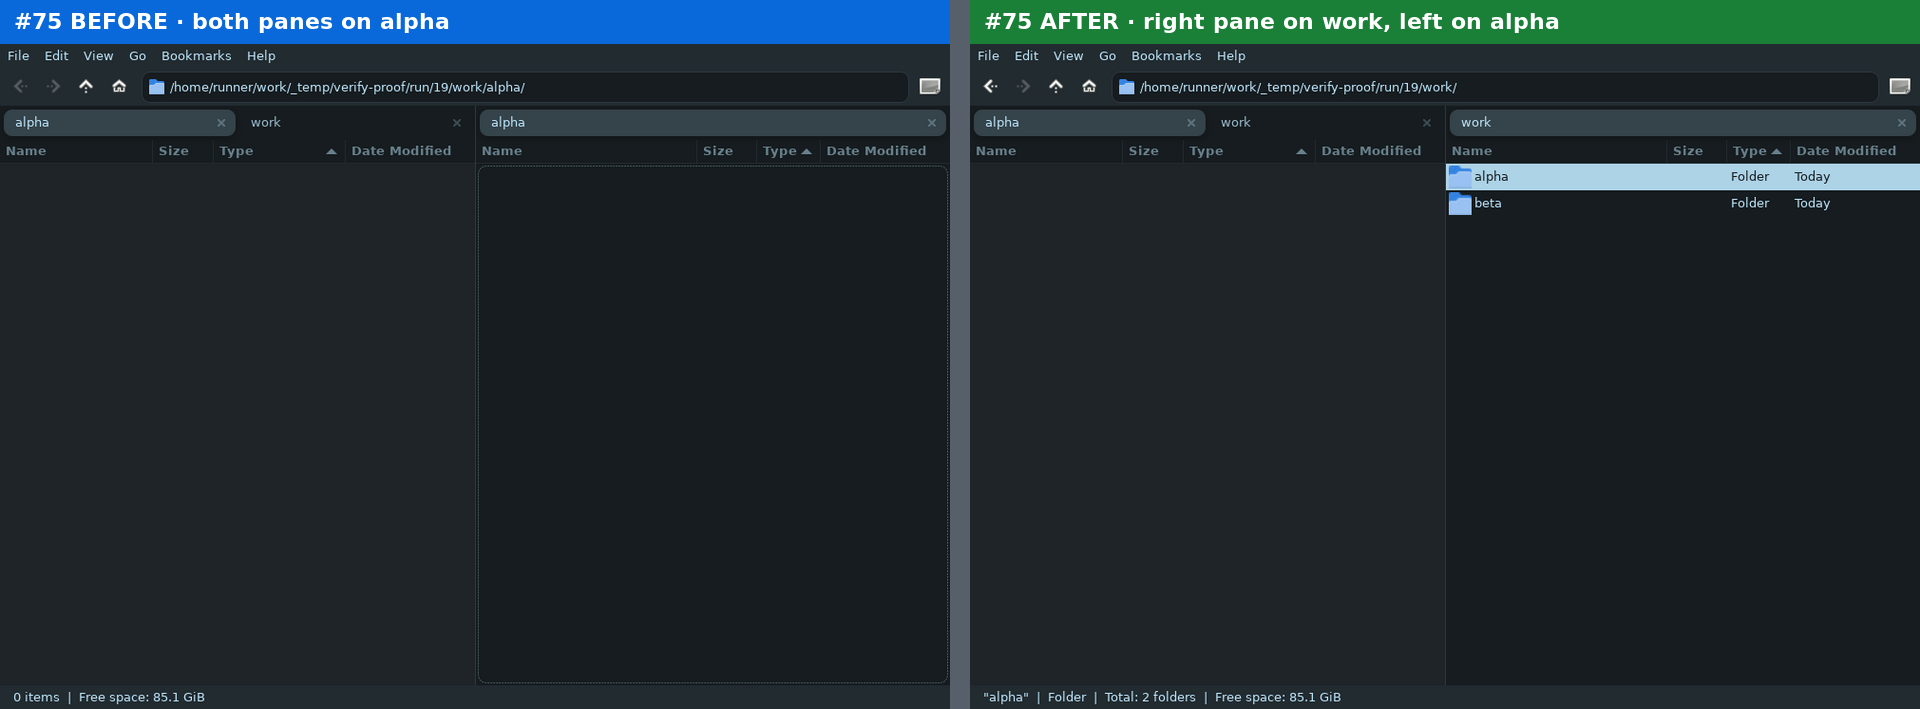 #75 BEFORE · both panes on alpha
File Edit View Go Bookmarks Help
/home/runner/work/_temp/verify-proof/run/19/work/alpha/
alpha work alpha
Name Size Type Date Modified Name Size Type Date Modified
0 items | Free space: 85.1 GiB
#75 AFTER · right pane on work, left on alpha
File Edit View Go Bookmarks Help
/home/runner/work/_temp/verify-proof/run/19/work/
alpha work work
Name Size Type Date Modified Name Size Type Date Modified
alpha Folder Today
beta Folder Today
"alpha" | Folder | Total: 2 folders | Free space: 85.1 GiB